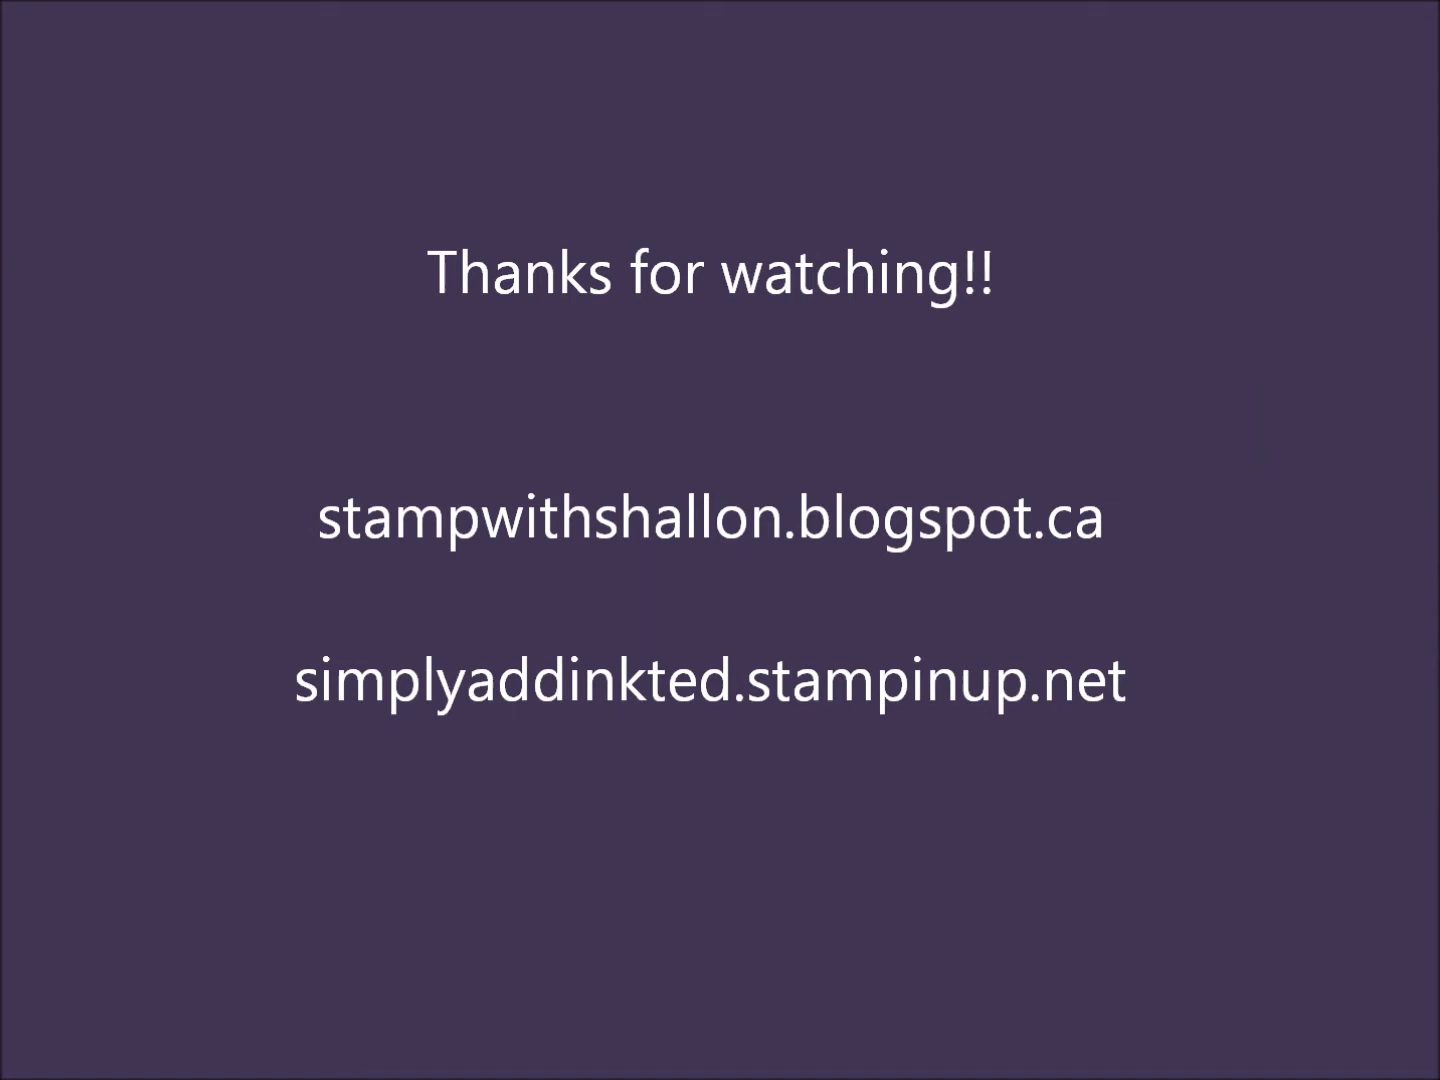 Thanks for watching!!
stampwithshallon.blogspot.ca
simplyaddinkted.stampinup.net